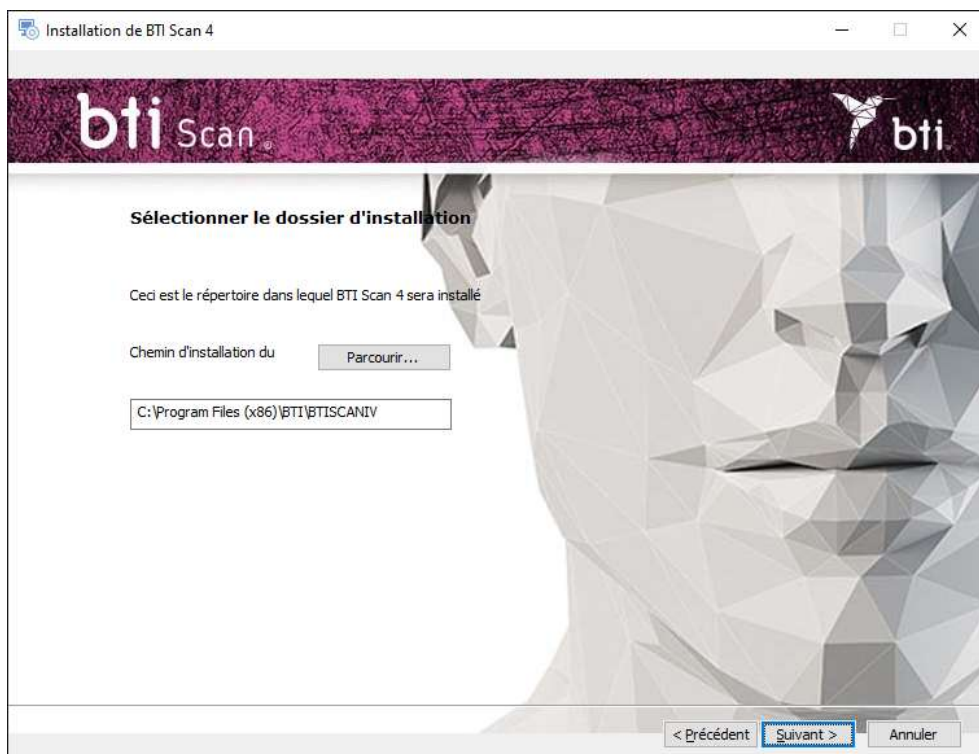 Installation de BTI Scan 4
bti Scan®
bti
Sélectionner le dossier d'installation
Ceci est le répertoire dans lequel BTI Scan 4 sera installé
Chemin d'installation du
Parcourir...
C:\Program Files (x86)\BTI\BTISCANIV
< Précédent
Suivant >
Annuler